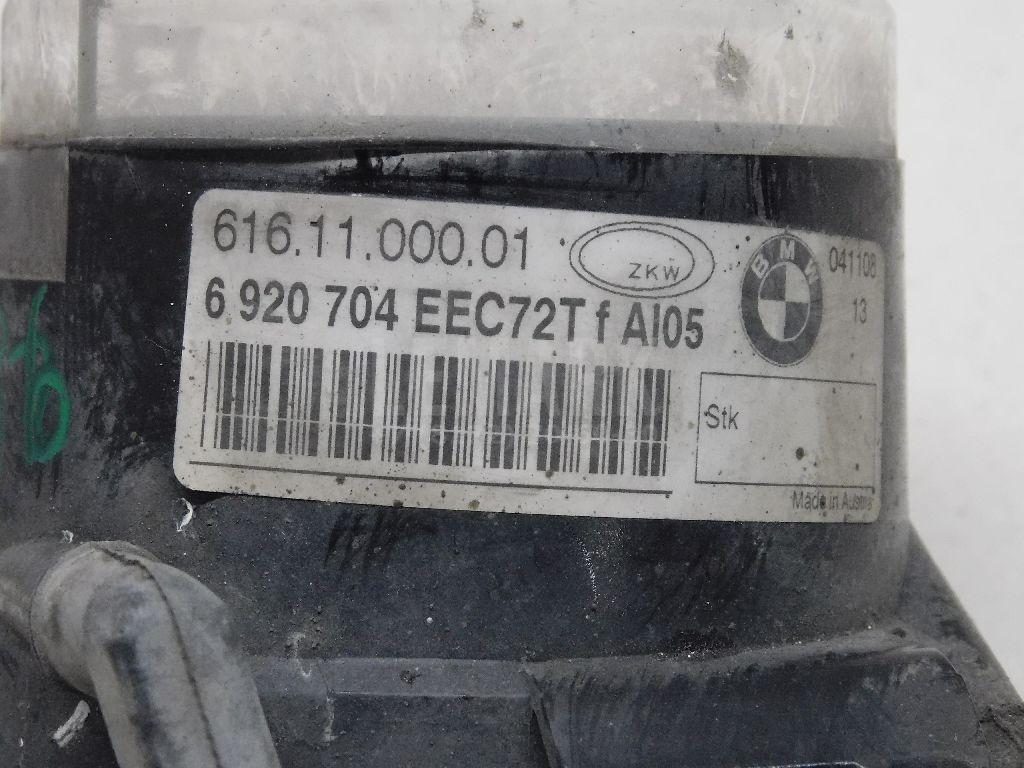 616.11.000.01
ZKW
BMW
041108
13
6 920 704 EEC72T f AI05
Stk
Made in Austria